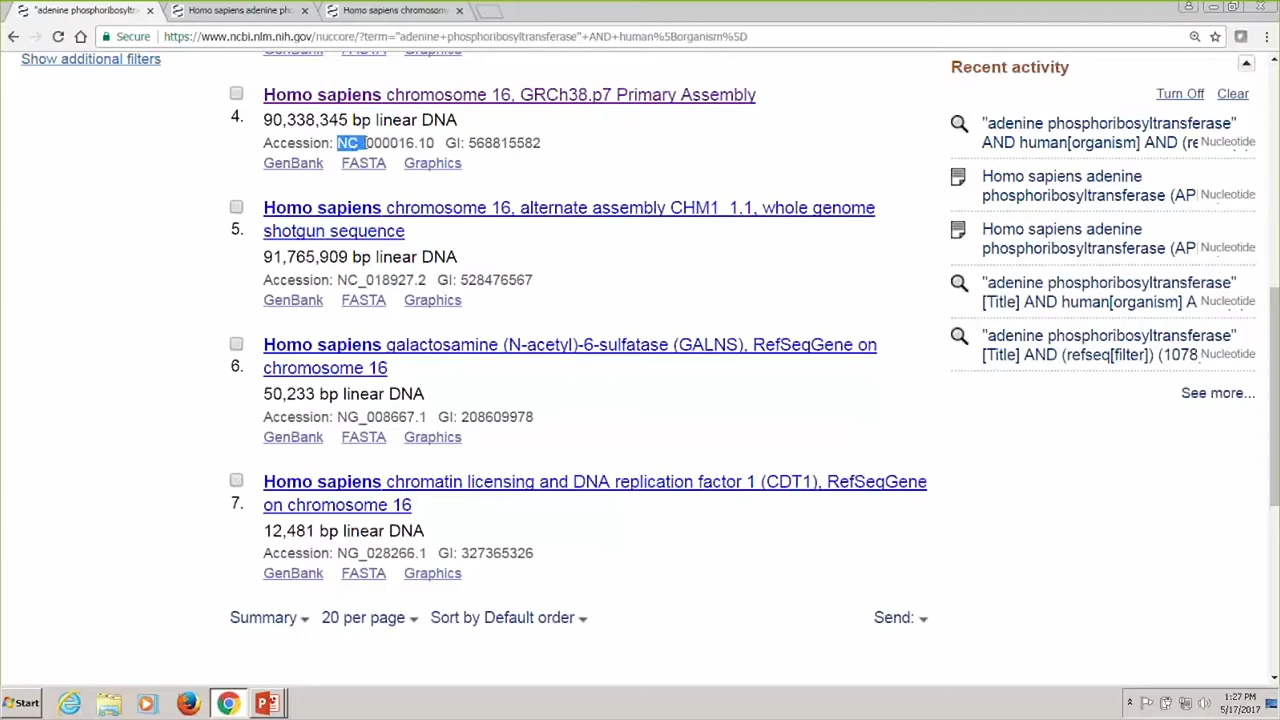 "adenine phosphoribosyltr
Homo sapiens adenine pho
Homo sapiens chromosome
Secure
https://www.ncbi.nlm.nih.gov/nuccore/?term="adenine+phosphoribosyltransferase"+AND+human%5Borganism%5D
Show additional filters
GenBank FASTA Graphics
Homo sapiens chromosome 16, GRCh38.p7 Primary Assembly
4.
90,338,345 bp linear DNA
Accession: NC_000016.10 GI: 568815582
GenBank FASTA Graphics
Homo sapiens chromosome 16, alternate assembly CHM1_1.1, whole genome
5.
shotgun sequence
91,765,909 bp linear DNA
Accession: NC_018927.2 GI: 528476567
GenBank FASTA Graphics
Homo sapiens galactosamine (N-acetyl)-6-sulfatase (GALNS), RefSeqGene on
6.
chromosome 16
50,233 bp linear DNA
Accession: NG_008667.1 GI: 208609978
GenBank FASTA Graphics
Homo sapiens chromatin licensing and DNA replication factor 1 (CDT1), RefSeqGene
7.
on chromosome 16
12,481 bp linear DNA
Accession: NG_028266.1 GI: 327365326
GenBank FASTA Graphics
Summary 20 per page Sort by Default order Send:
Recent activity
Turn Off Clear
"adenine phosphoribosyltransferase"
AND human[organism] AND (re Nucleotide
Homo sapiens adenine
phosphoribosyltransferase (AP Nucleotide
Homo sapiens adenine
phosphoribosyltransferase (AP Nucleotide
"adenine phosphoribosyltransferase"
[Title] AND human[organism] A Nucleotide
"adenine phosphoribosyltransferase"
[Title] AND (refseq[filter]) (1078 Nucleotide
See more...
Start
1:27 PM
5/17/2017